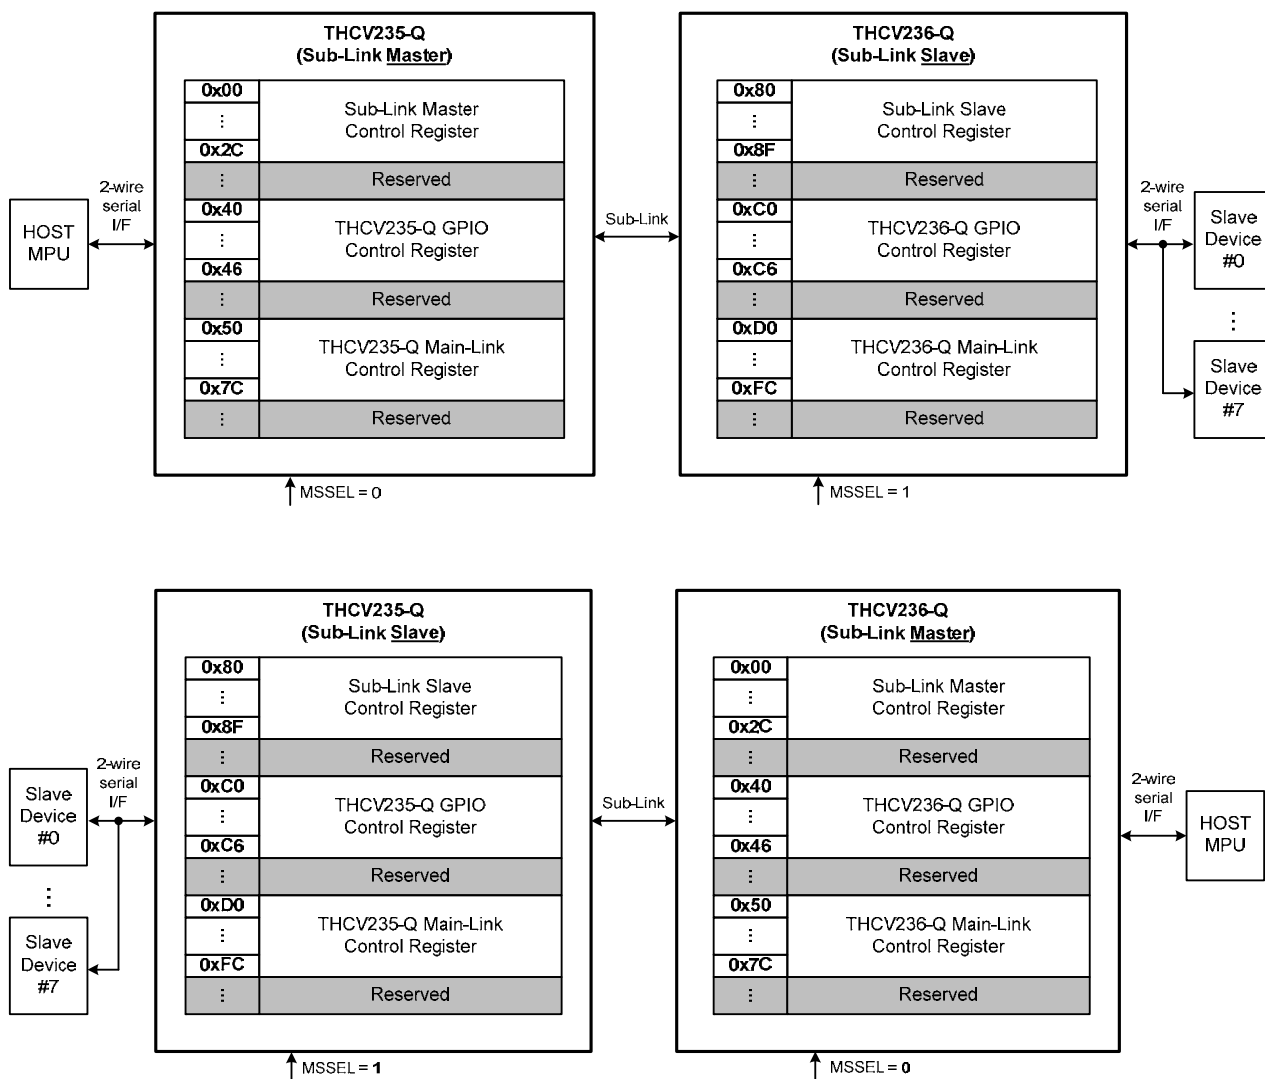 THCV235-Q
(Sub-Link Master)
0x00
⋮
0x2C
Sub-Link Master
Control Register
⋮
Reserved
0x40
⋮
0x46
THCV235-Q GPIO
Control Register
⋮
Reserved
0x50
⋮
0x7C
THCV235-Q Main-Link
Control Register
⋮
Reserved
MSSEL = 0
HOST
MPU
2-wire
serial
I/F
Sub-Link
THCV236-Q
(Sub-Link Slave)
0x80
⋮
0x8F
Sub-Link Slave
Control Register
⋮
Reserved
0xC0
⋮
0xC6
THCV236-Q GPIO
Control Register
⋮
Reserved
0xD0
⋮
0xFC
THCV236-Q Main-Link
Control Register
⋮
Reserved
MSSEL = 1
2-wire
serial
I/F
Slave
Device
#0
⋮
Slave
Device
#7
THCV235-Q
(Sub-Link Slave)
0x80
⋮
0x8F
Sub-Link Slave
Control Register
⋮
Reserved
0xC0
⋮
0xC6
THCV235-Q GPIO
Control Register
⋮
Reserved
0xD0
⋮
0xFC
THCV235-Q Main-Link
Control Register
⋮
Reserved
MSSEL = 1
Slave
Device
#0
⋮
Slave
Device
#7
2-wire
serial
I/F
Sub-Link
THCV236-Q
(Sub-Link Master)
0x00
⋮
0x2C
Sub-Link Master
Control Register
⋮
Reserved
0x40
⋮
0x46
THCV236-Q GPIO
Control Register
⋮
Reserved
0x50
⋮
0x7C
THCV236-Q Main-Link
Control Register
⋮
Reserved
MSSEL = 0
2-wire
serial
I/F
HOST
MPU